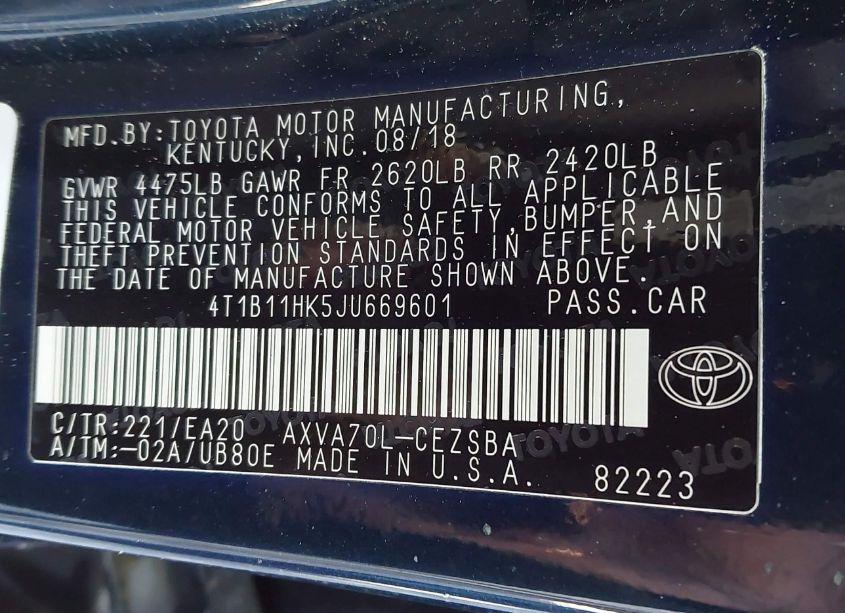 MFD.BY:TOYOTA MOTOR MANUFACTURING,
KENTUCKY,INC.08/18
GVWR 4475LB GAWR FR 2620LB RR 2420LB
THIS VEHICLE CONFORMS TO ALL APPLICABLE
FEDERAL MOTOR VEHICLE SAFETY,BUMPER,AND
THEFT PREVENTION STANDARDS IN EFFECT ON
THE DATE OF MANUFACTURE SHOWN ABOVE.
4T1B11HK5JU669601 PASS.CAR
C/TR:221/EA20 AXVA70L-CEZSBA
A/TM:-02A/UB80E MADE IN U.S.A.
82223